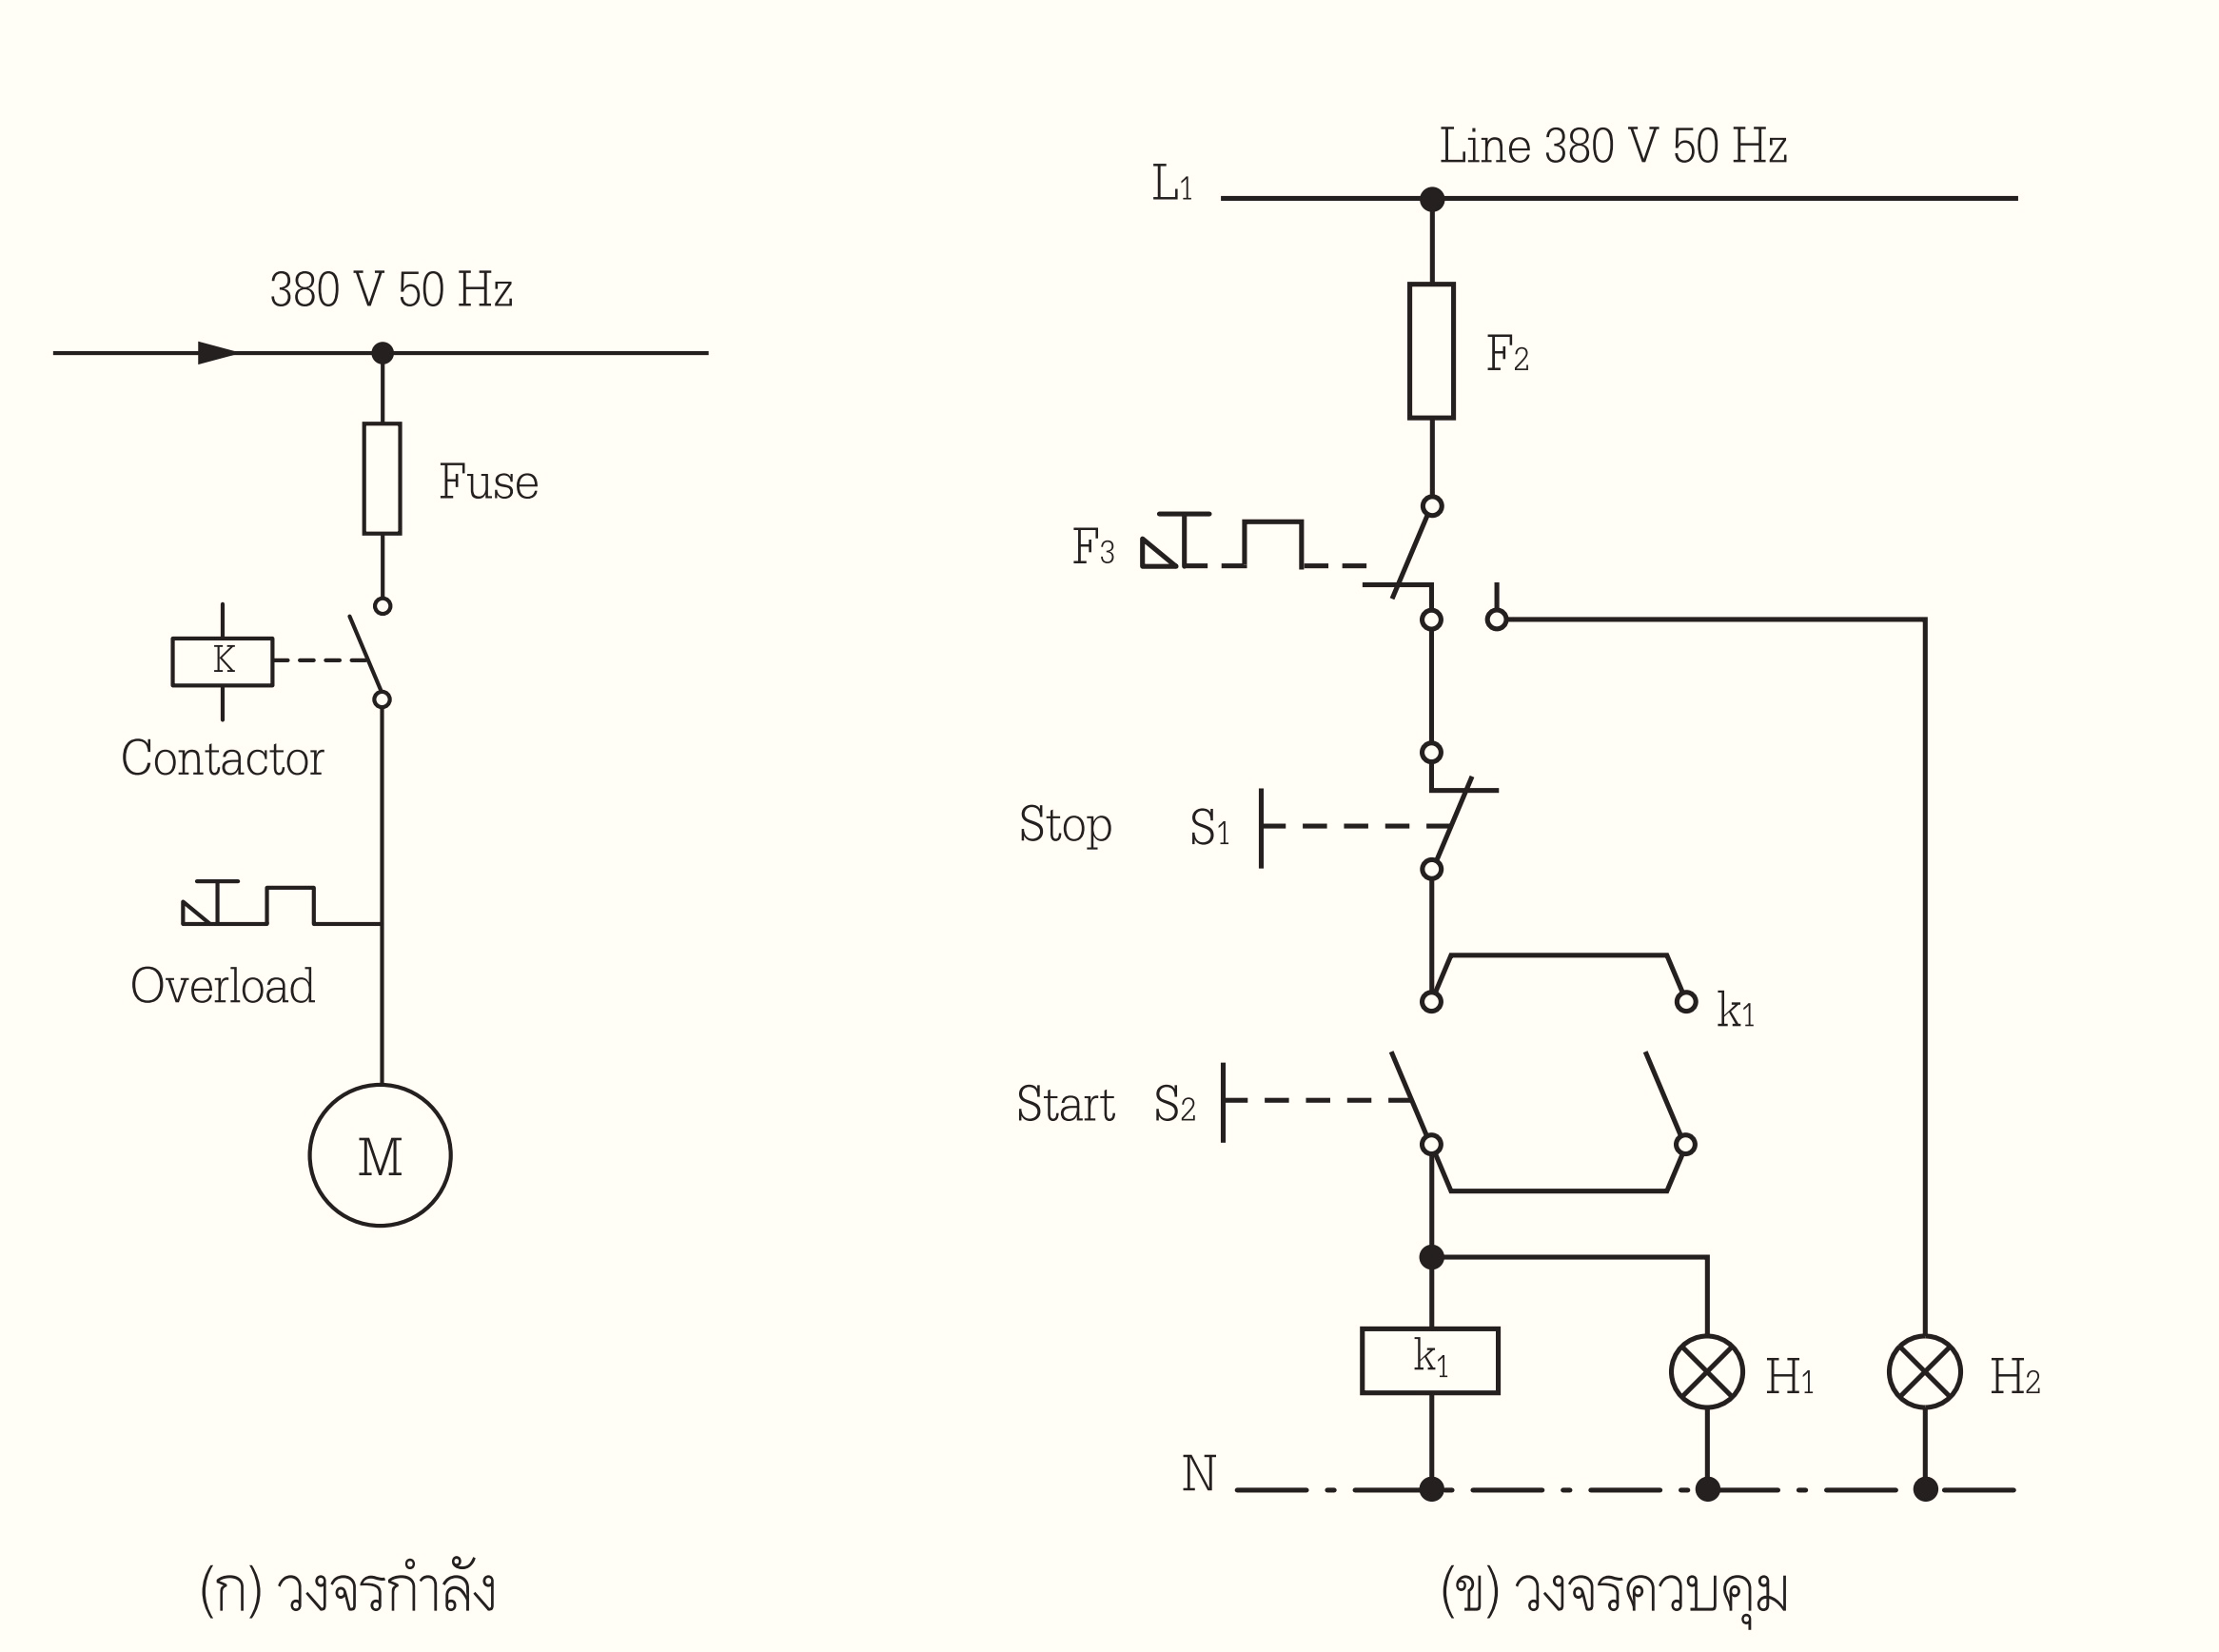 380 V 50 Hz
Fuse
K
Contactor
Overload
M
(ก) วงจรกำลัง
Line 380 V 50 Hz
L1
F2
F3
Stop S1
k1
Start S2
k1
H1
H2
N
(ข) วงจรควบคุม